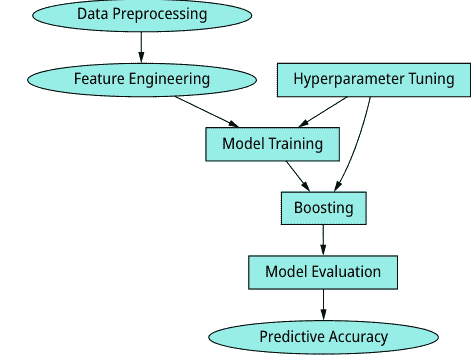 Data Preprocessing
Feature Engineering
Hyperparameter Tuning
Model Training
Boosting
Model Evaluation
Predictive Accuracy